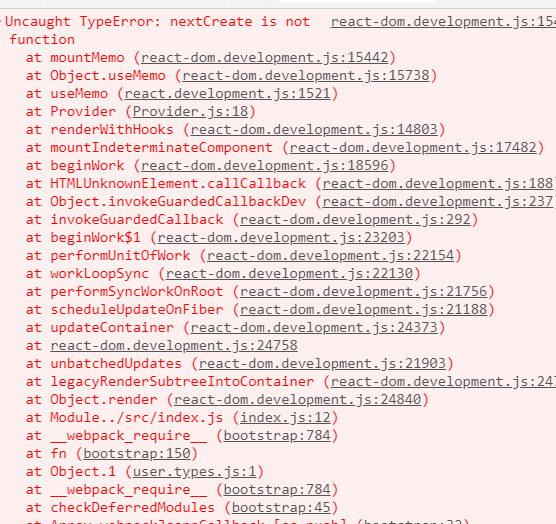 Uncaught TypeError: nextCreate is not react-dom.development.js:154
function
at mountMemo (react-dom.development.js:15442)
at Object.useMemo (react-dom.development.js:15738)
at useMemo (react.development.js:1521)
at Provider (Provider.js:18)
at renderWithHooks (react-dom.development.js:14803)
at mountIndeterminateComponent (react-dom.development.js:17482)
at beginWork (react-dom.development.js:18596)
at HTMLUnknownElement.callCallback (react-dom.development.js:188
at Object.invokeGuardedCallbackDev (react-dom.development.js:237
at invokeGuardedCallback (react-dom.development.js:292)
at beginWork$1 (react-dom.development.js:23203)
at performUnitOfWork (react-dom.development.js:22154)
at workLoopSync (react-dom.development.js:22130)
at performSyncWorkOnRoot (react-dom.development.js:21756)
at scheduleUpdateOnFiber (react-dom.development.js:21188)
at updateContainer (react-dom.development.js:24373)
at react-dom.development.js:24758
at unbatchedUpdates (react-dom.development.js:21903)
at legacyRenderSubtreeIntoContainer (react-dom.development.js:247
at Object.render (react-dom.development.js:24840)
at Module../src/index.js (index.js:12)
at __webpack_require__ (bootstrap:784)
at fn (bootstrap:150)
at Object.1 (user.types.js:1)
at __webpack_require__ (bootstrap:784)
at checkDeferredModules (bootstrap:45)